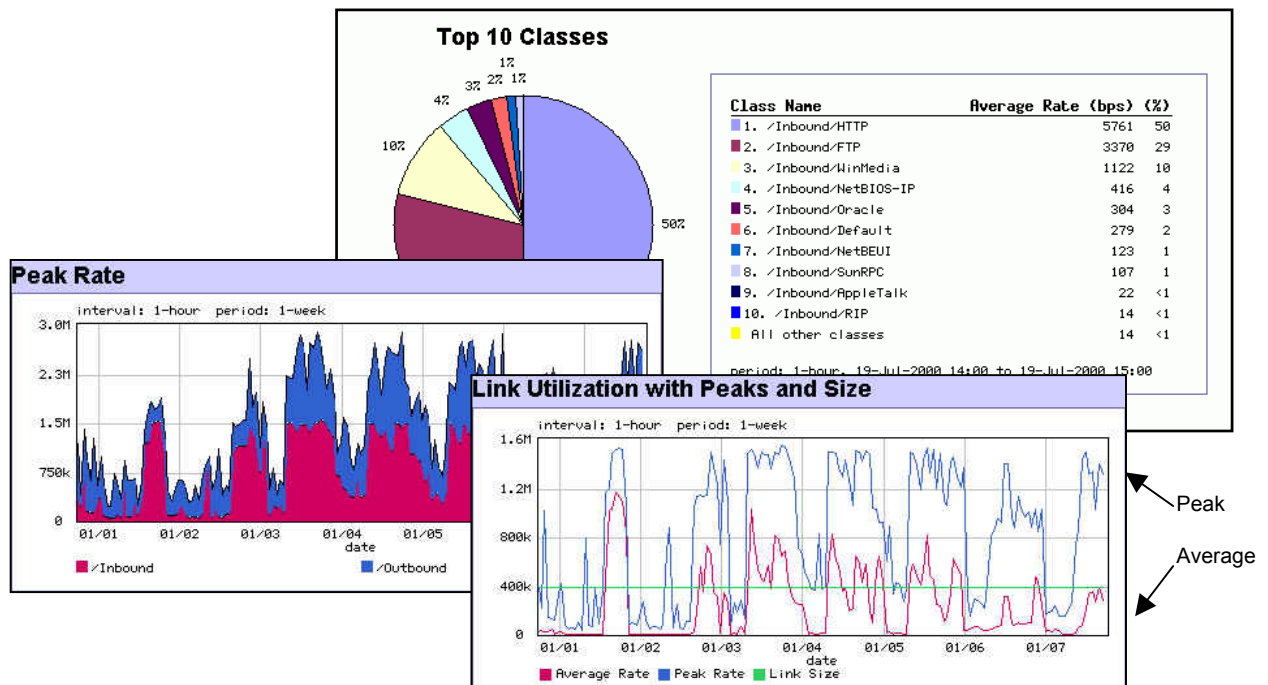 Top 10 Classes
1%
3% 2% 1%
4%
10%
50%
Class Name Average Rate (bps) (%)
1. /Inbound/HTTP 5761 50
2. /Inbound/FTP 3370 29
3. /Inbound/WinMedia 1122 10
4. /Inbound/NetBIOS-IP 416 4
5. /Inbound/Oracle 304 3
6. /Inbound/Default 279 2
7. /Inbound/NetBEUI 123 1
8. /Inbound/SunRPC 107 1
9. /Inbound/AppleTalk 22 <1
10. /Inbound/RIP 14 <1
All other classes 14 <1
period: 1-hour, 19-Jul-2000 14:00 to 19-Jul-2000 15:00
Peak Rate
interval: 1-hour period: 1-week
3.0M
2.3M
1.5M
750k
0
01/01 01/02 01/03 01/04 01/05
date
/Inbound /Outbound
Link Utilization with Peaks and Size
interval: 1-hour period: 1-week
1.6M
1.2M
800k
400k
0
01/01 01/02 01/03 01/04 01/05 01/06 01/07
date
Average Rate Peak Rate Link Size
Peak
Average